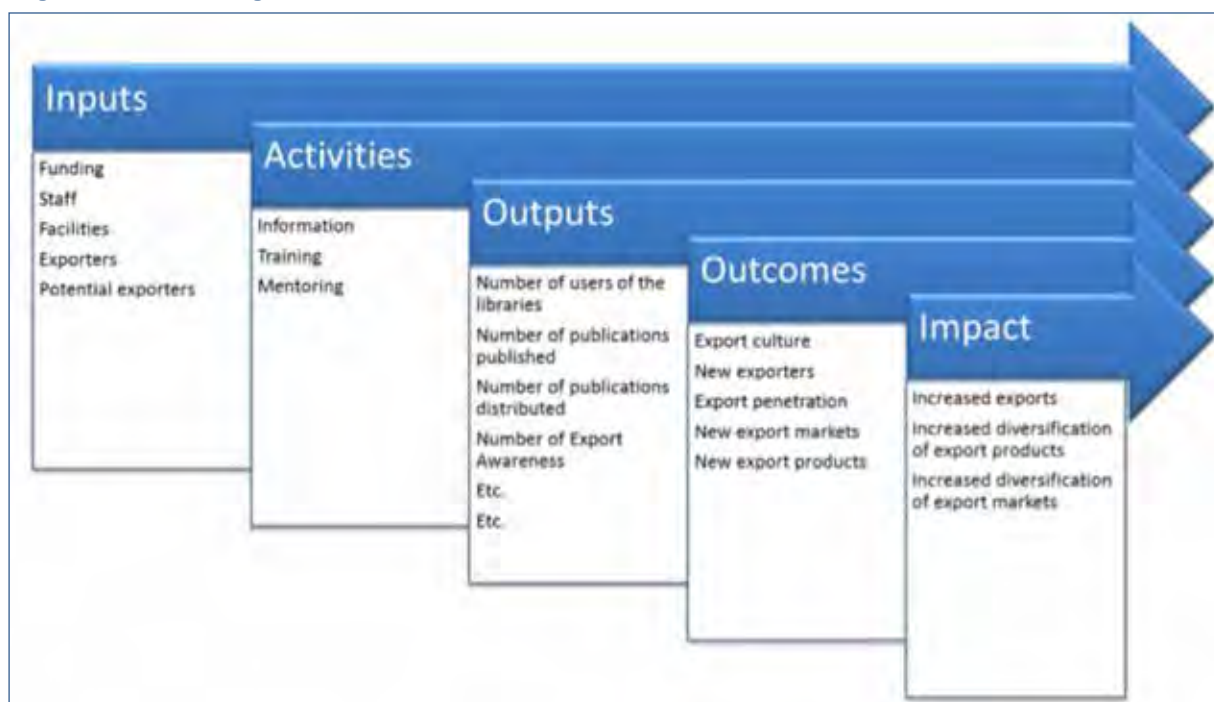 Inputs
Funding
Staff
Facilities
Exporters
Potential exporters
Activities
Information
Training
Mentoring
Outputs
Number of users of the
libraries
Number of publications
published
Number of publications
distributed
Number of Export
Awareness
Etc.
Etc.
Outcomes
Export culture
New exporters
Export penetration
New export markets
New export products
Impact
Increased exports
Increased diversification
of export products
Increased diversification
of export markets